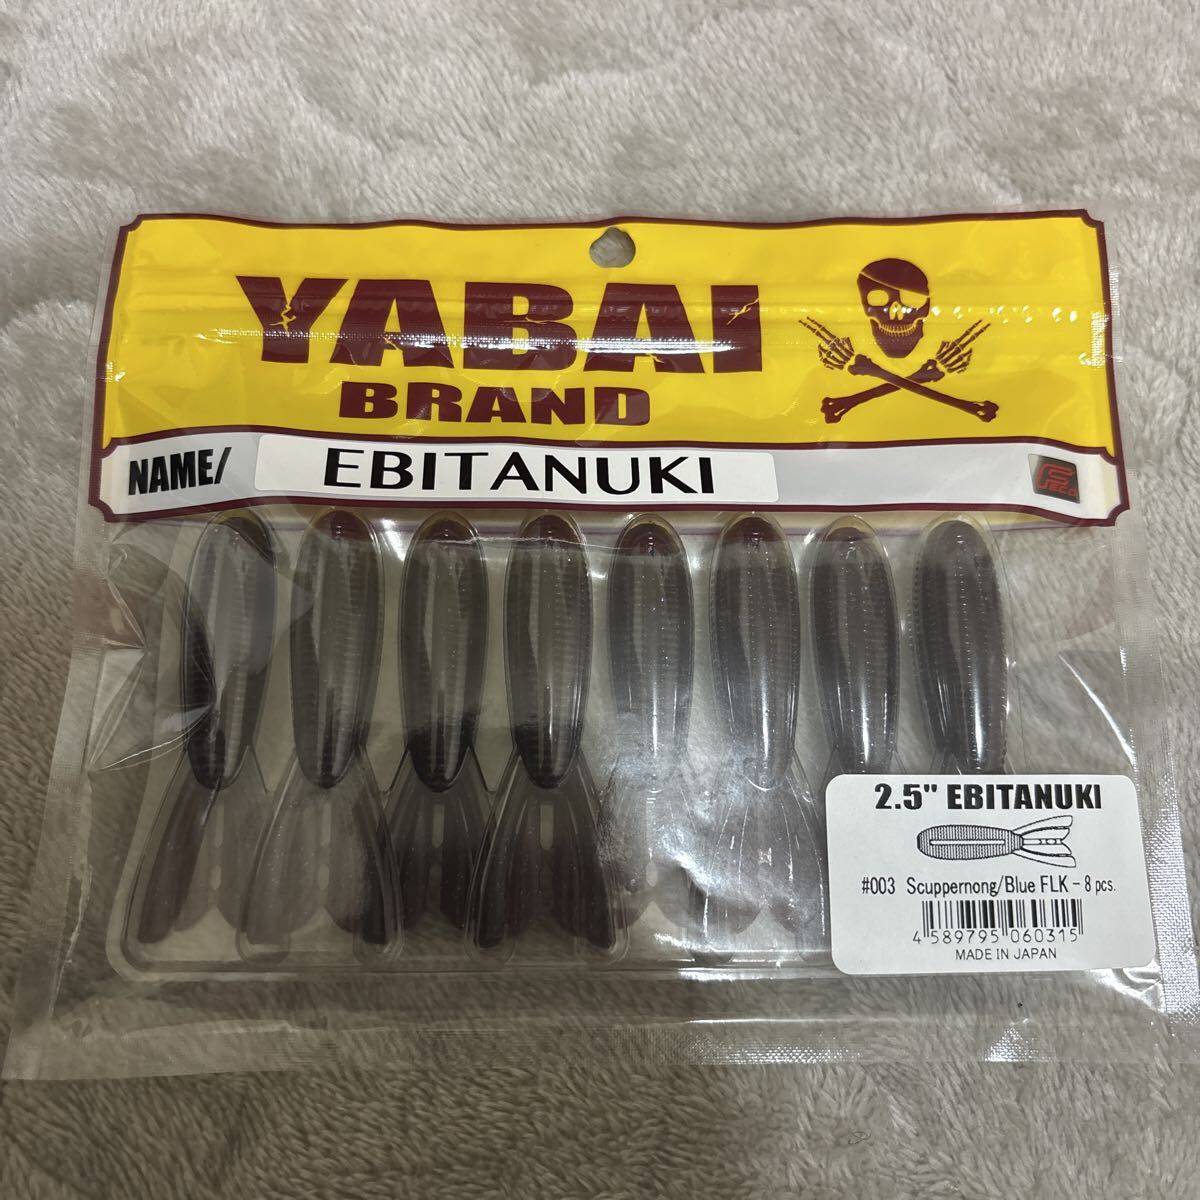 YABAI
BRAND
NAME/ EBITANUKI
Feco
2.5" EBITANUKI
#003 Scuppernong/Blue FLK - 8 pcs.
4 589795 060315
MADE IN JAPAN